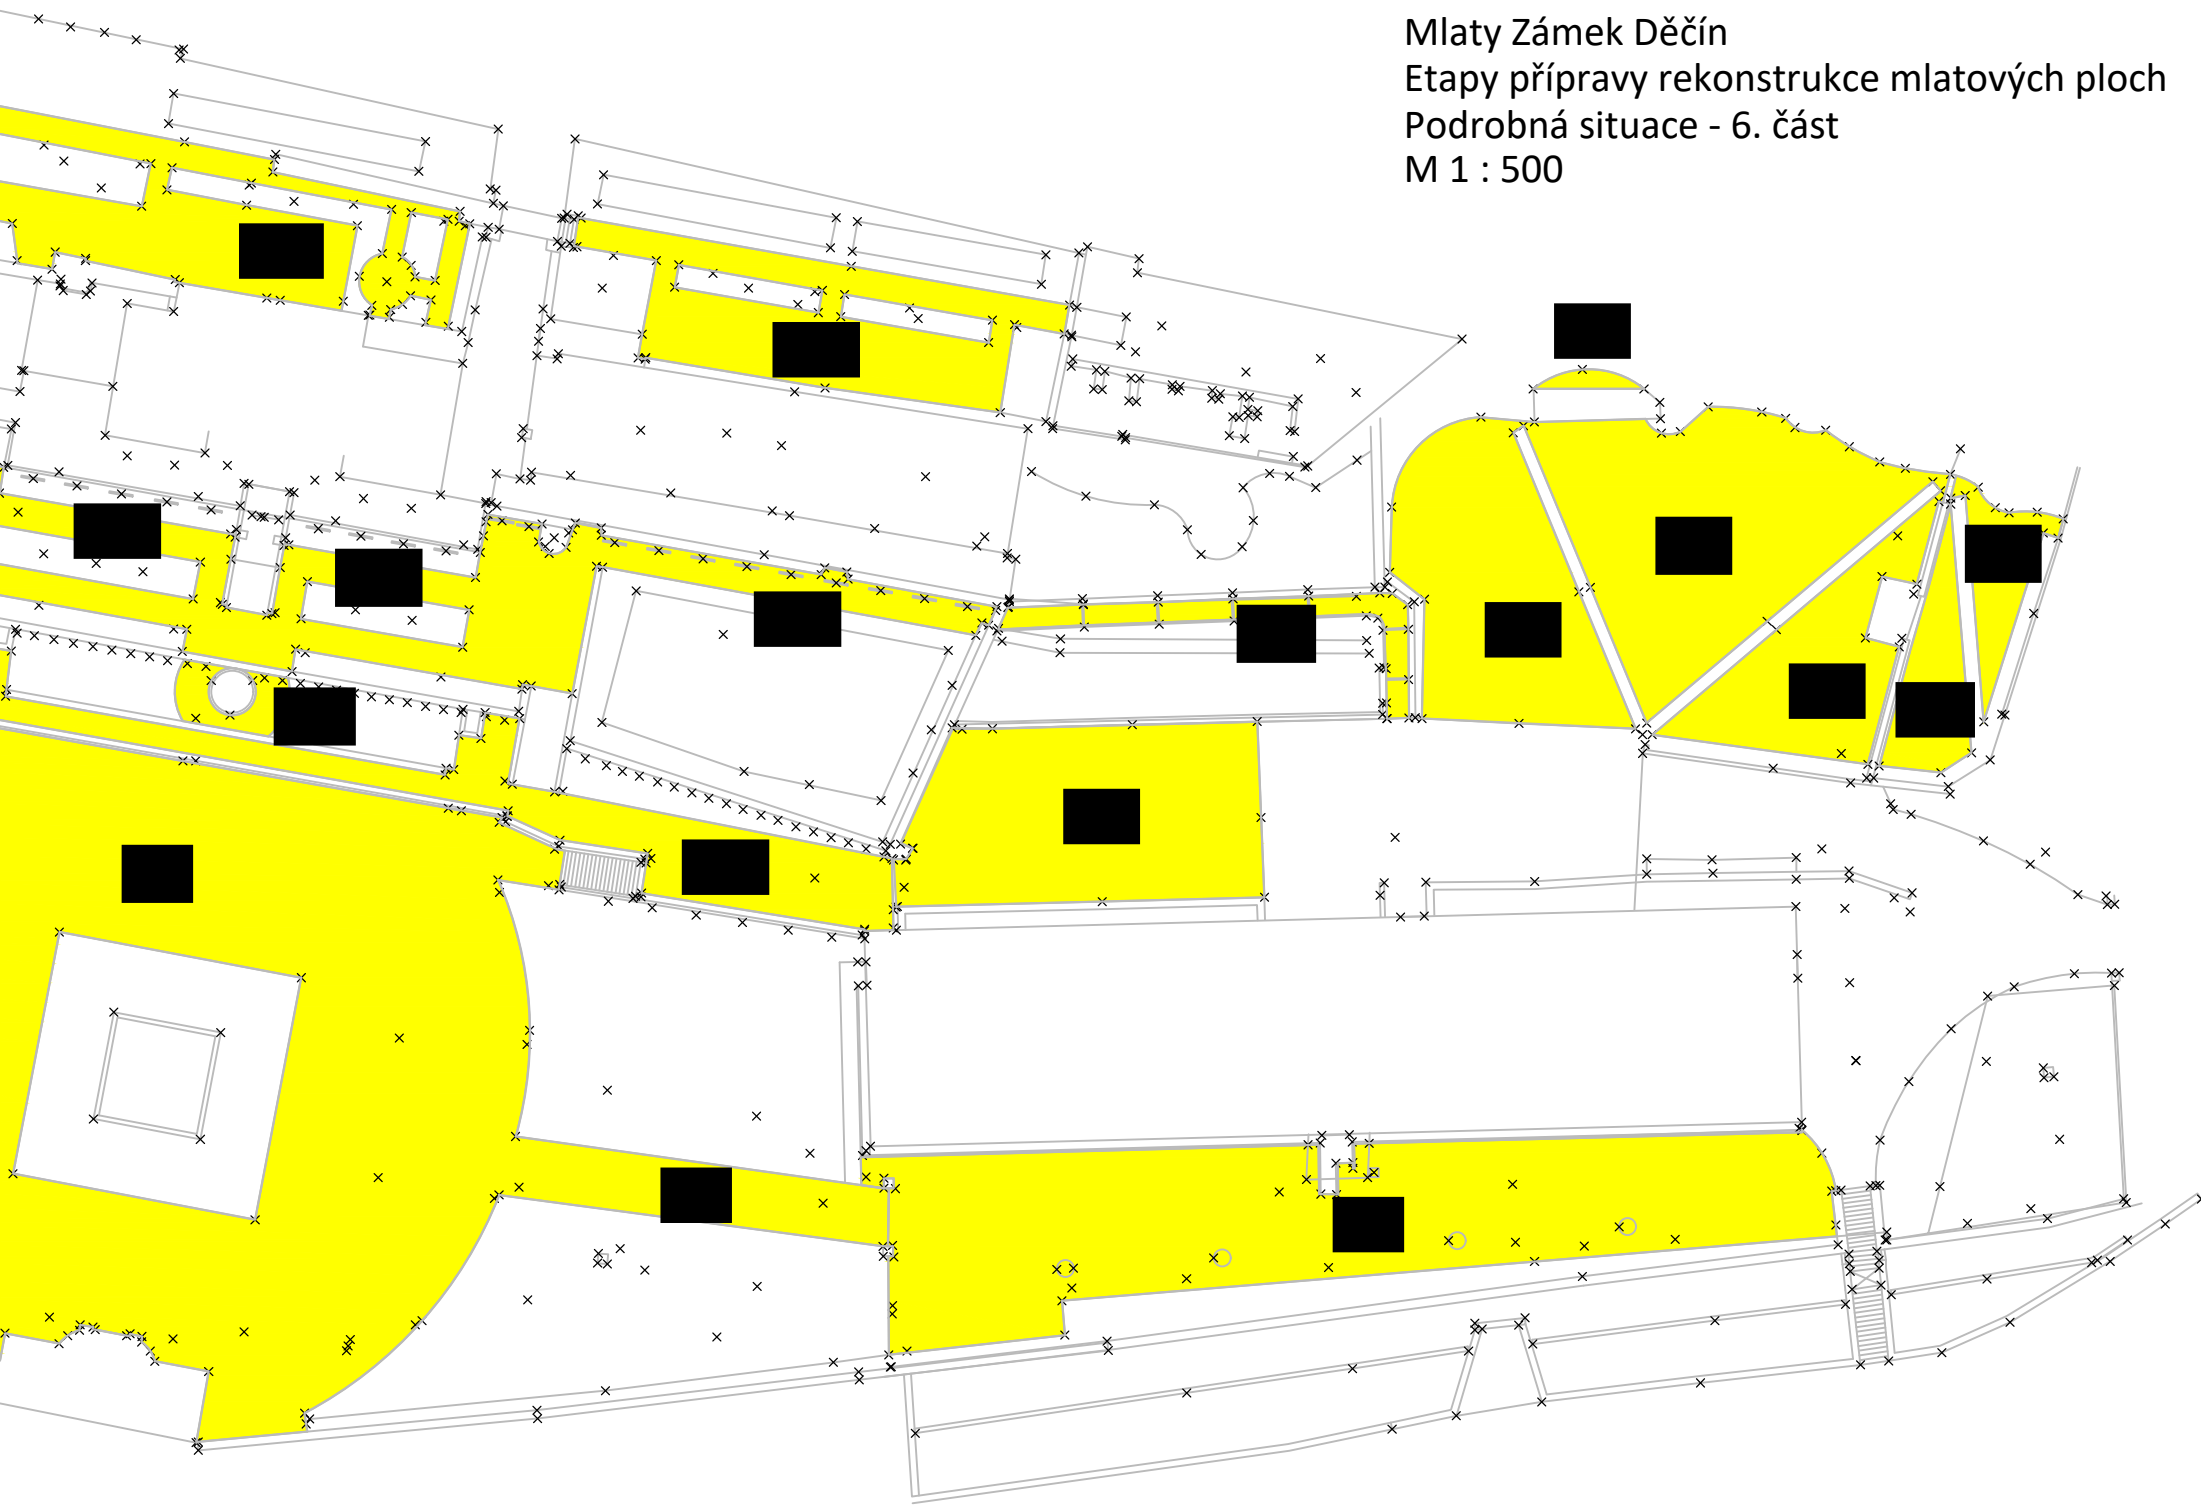 Mlaty Zámek Děčín
Etapy přípravy rekonstrukce mlatových ploch
Podrobná situace - 6. část
M 1 : 500